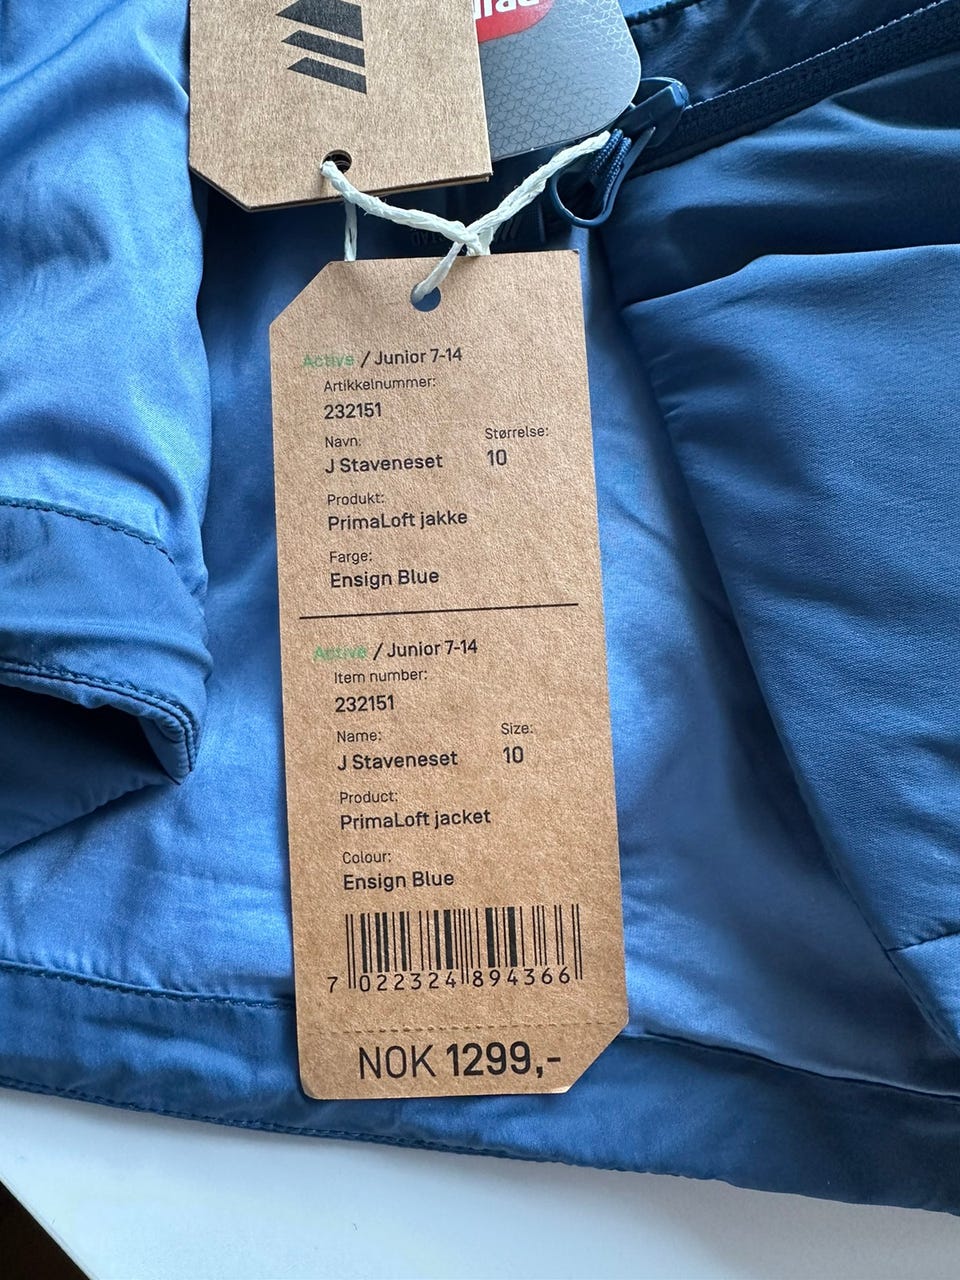 Active / Junior 7-14
Artikkelnummer:
232151
Navn: Størrelse:
J Staveneset 10
Produkt:
PrimaLoft jakke
Farge:
Ensign Blue
Active / Junior 7-14
Item number:
232151
Name: Size:
J Staveneset 10
Product:
PrimaLoft jacket
Colour:
Ensign Blue
7 022324 894366
NOK 1299,-